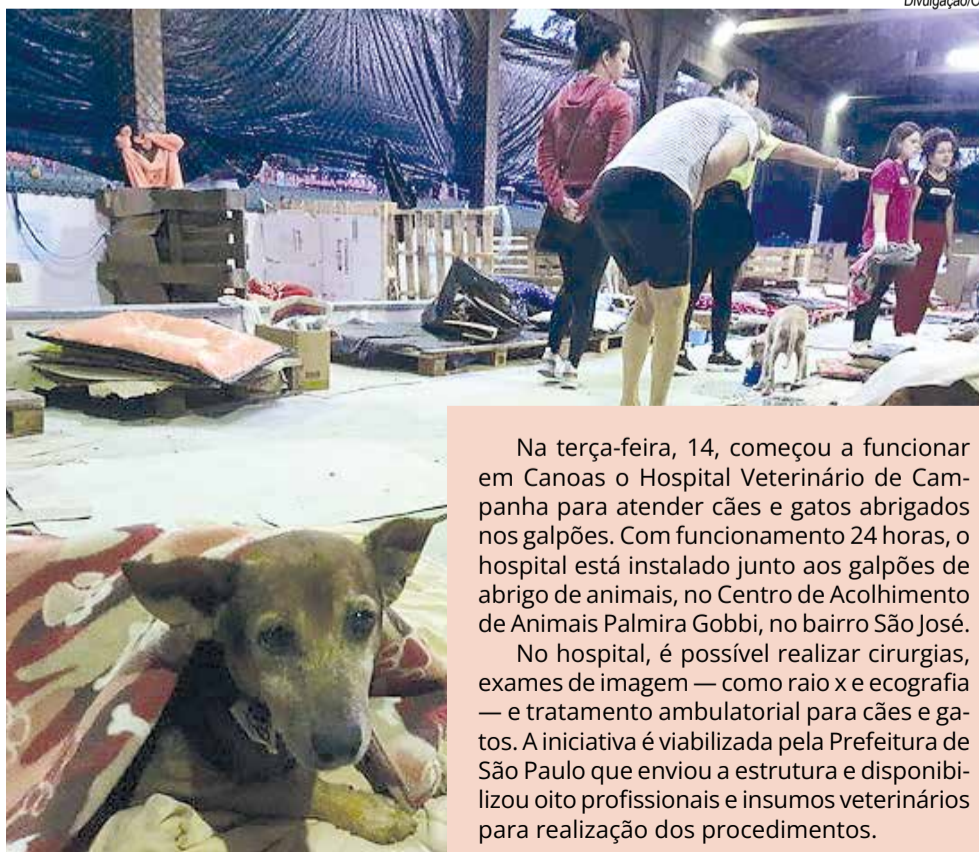 Divulgação/C
Na terça-feira, 14, começou a funcionar
em Canoas o Hospital Veterinário de Cam-
panha para atender cães e gatos abrigados
nos galpões. Com funcionamento 24 horas, o
hospital está instalado junto aos galpões de
abrigo de animais, no Centro de Acolhimento
de Animais Palmira Gobbi, no bairro São José.
No hospital, é possível realizar cirurgias,
exames de imagem — como raio x e ecografia
— e tratamento ambulatorial para cães e ga-
tos. A iniciativa é viabilizada pela Prefeitura de
São Paulo que enviou a estrutura e disponibi-
lizou oito profissionais e insumos veterinários
para realização dos procedimentos.